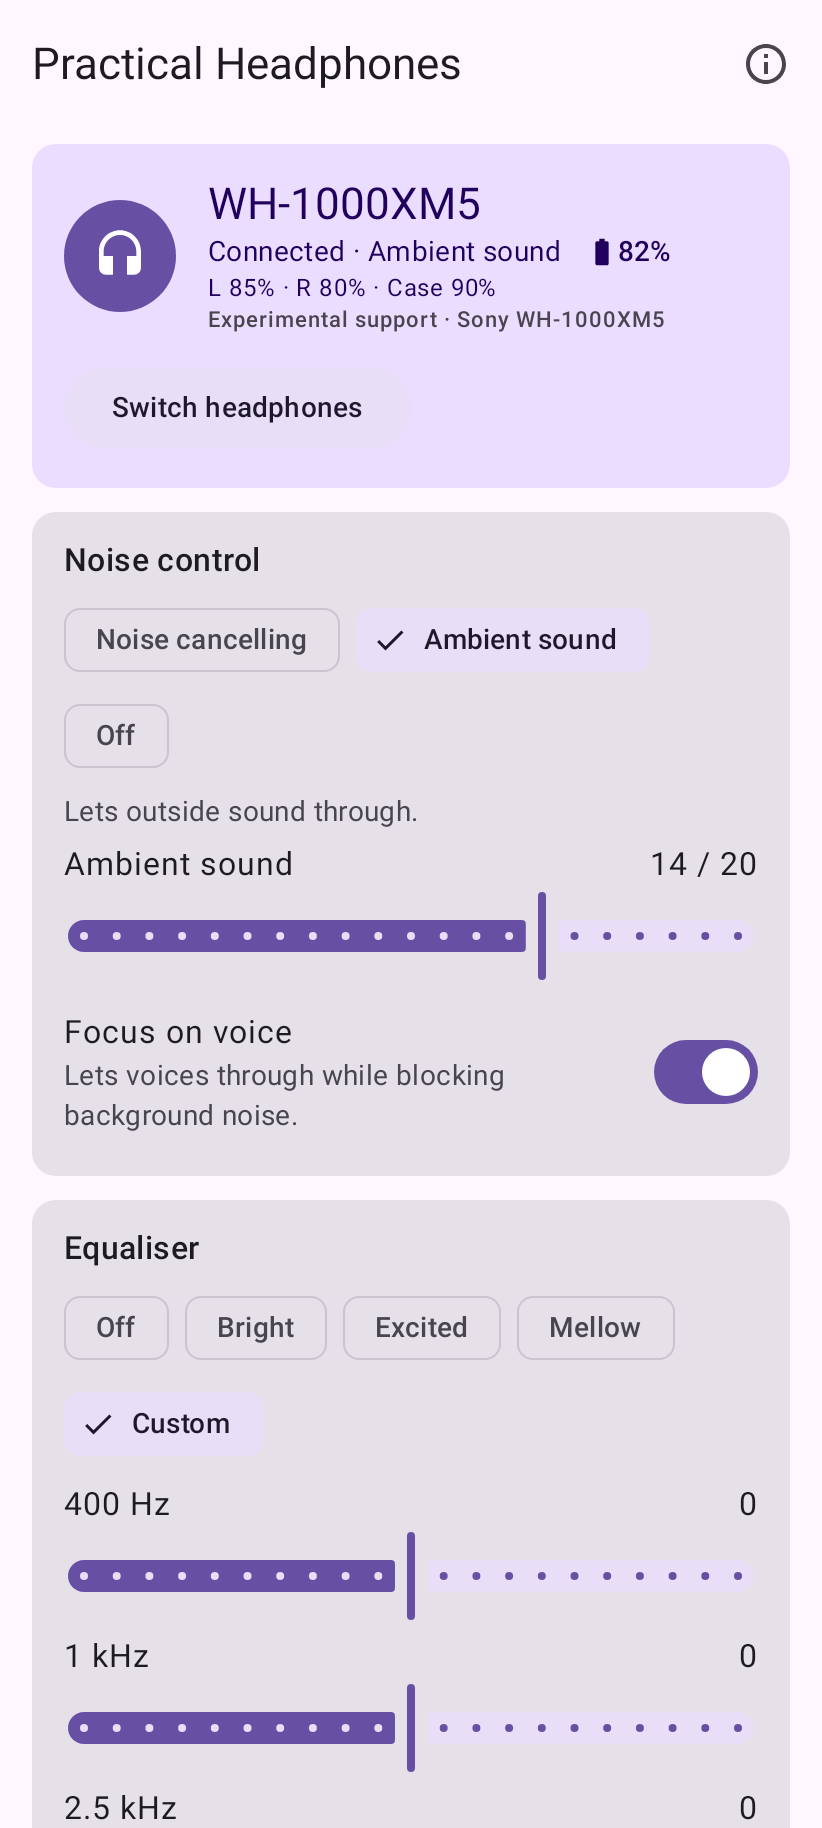 Practical Headphones
WH-1000XM5
Connected · Ambient sound 82%
L 85% · R 80% · Case 90%
Experimental support · Sony WH-1000XM5
Switch headphones
Noise control
Noise cancelling Ambient sound
Off
Lets outside sound through.
Ambient sound 14 / 20
Focus on voice
Lets voices through while blocking
background noise.
Equaliser
Off Bright Excited Mellow
Custom
400 Hz 0
1 kHz 0
2.5 kHz 0